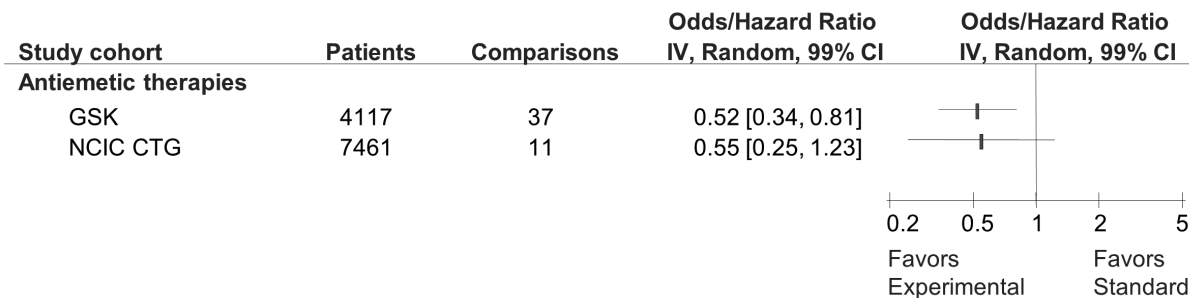 Odds/Hazard Ratio Odds/Hazard Ratio
Study cohort Patients Comparisons IV, Random, 99% CI IV, Random, 99% CI
Antiemetic therapies
GSK 4117 37 0.52 [0.34, 0.81]
NCIC CTG 7461 11 0.55 [0.25, 1.23]
0.2 0.5 1 2 5
Favors Favors
Experimental Standard